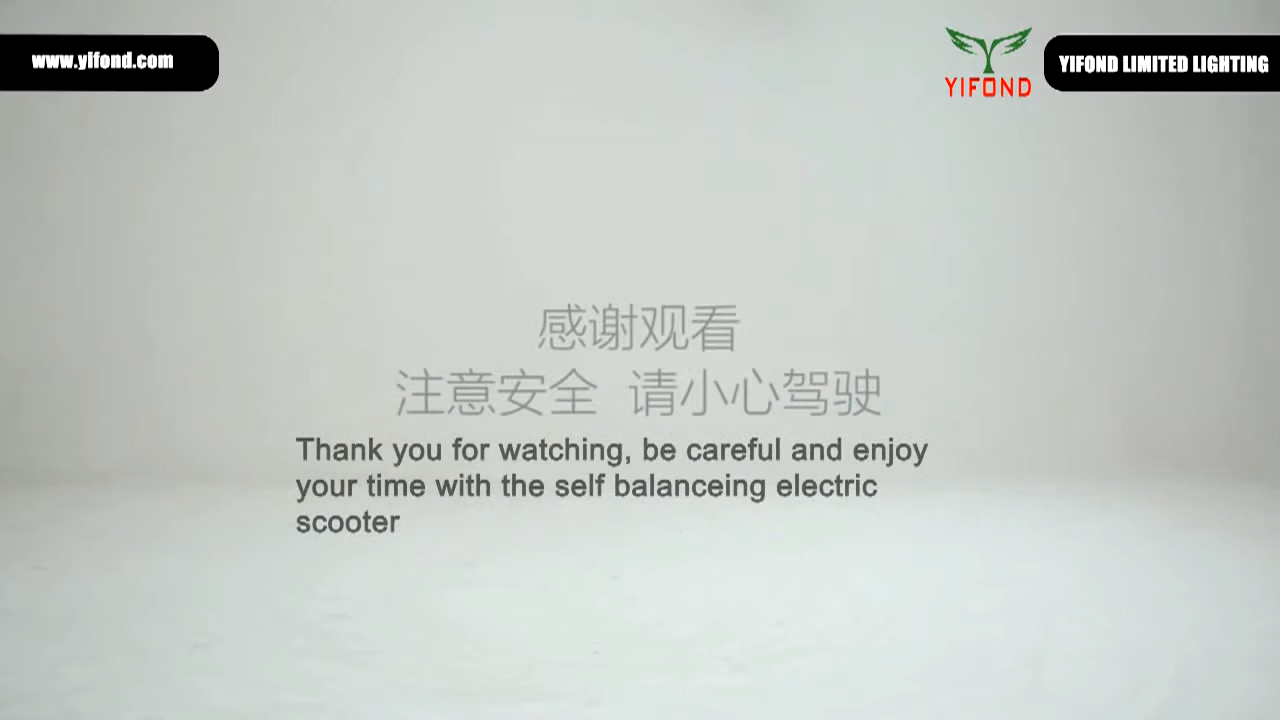 www.yifond.com
YIFOND
YIFOND LIMITED LIGHTING
感谢观看
注意安全 请小心驾驶
Thank you for watching, be careful and enjoy
your time with the self balanceing electric
scooter